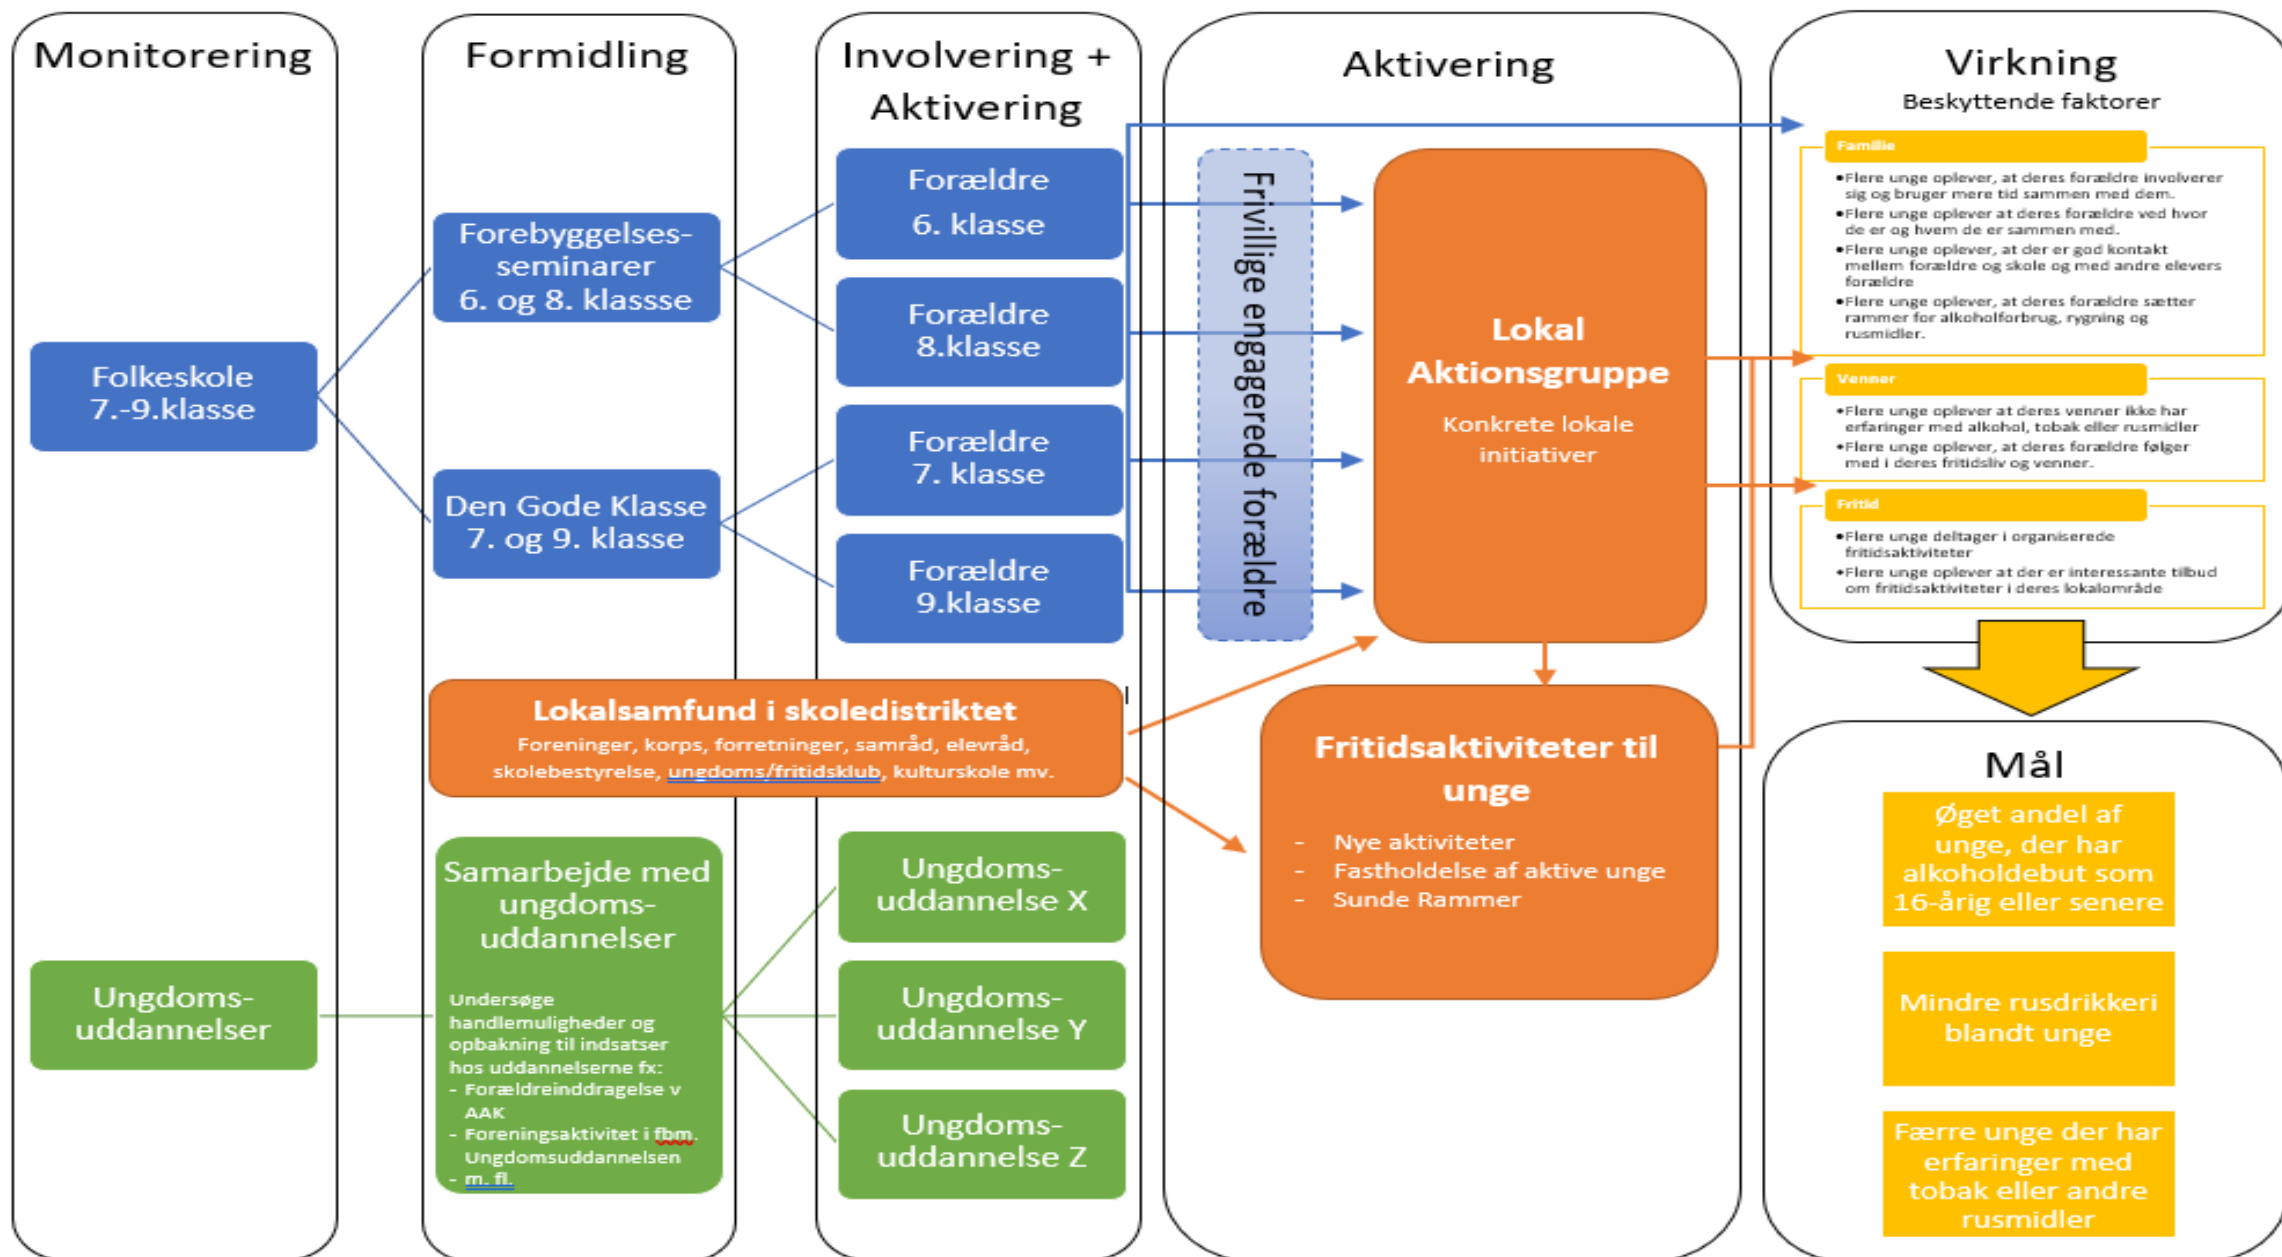 Monitorering
Folkeskole
7.-9.klasse
Ungdoms-
uddannelser
Formidling
Forebyggelses-
seminarer
6. og 8. klassse
Den Gode Klasse
7. og 9. klasse
Involvering +
Aktivering
Forældre
6. klasse
Forældre
8.klasse
Forældre
7. klasse
Forældre
9.klasse
Lokalsamfund i skoledistriktet
Foreninger, korps, forretninger, samråd, elevråd,
skolebestyrelse, ungdoms/fritidsklub, kulturskole mv.
Samarbejde med
ungdoms-
uddannelser
Undersøge
handlemuligheder og
opbakning til indsatser
hos uddannelserne fx:
- Forældreinddragelse v
AAK
- Foreningsaktivitet i fbm.
Ungdomsuddannelsen
- m. fl.
Ungdoms-
uddannelse X
Ungdoms-
uddannelse Y
Ungdoms-
uddannelse Z
Aktivering
Frivillige engagerede forældre
Lokal
Aktionsgruppe
Konkrete lokale
initiativer
Fritidsaktiviteter til
unge
- Nye aktiviteter
- Fastholdelse af aktive unge
- Sunde Rammer
Virkning
Beskyttende faktorer
Familie
•Flere unge oplever, at deres forældre involverer
sig og bruger mere tid sammen med dem.
•Flere unge oplever at deres forældre ved hvor
de er og hvem de er sammen med.
•Flere unge oplever, at der er god kontakt
mellem forældre og skole og med andre elevers
forældre
•Flere unge oplever, at deres forældre sætter
rammer for alkoholforbrug, rygning og
rusmidler.
Venner
•Flere unge oplever at deres venner ikke har
erfaringer med alkohol, tobak eller rusmidler
•Flere unge oplever, at deres forældre følger
med i deres fritidsliv og venner.
Fritid
•Flere unge deltager i organiserede
fritidsaktiviteter
•Flere unge oplever at der er interessante tilbud
om fritidsaktiviteter i deres lokalområde
Mål
Øget andel af
unge, der har
alkoholdebut som
16-årig eller senere
Mindre rusdrikkeri
blandt unge
Færre unge der har
erfaringer med
tobak eller andre
rusmidler